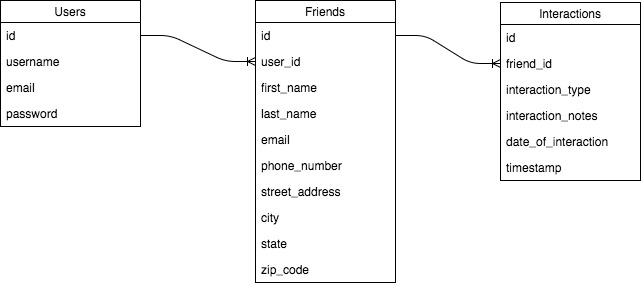 Users
id
username
email
password
Friends
id
user_id
first_name
last_name
email
phone_number
street_address
city
state
zip_code
Interactions
id
friend_id
interaction_type
interaction_notes
date_of_interaction
timestamp